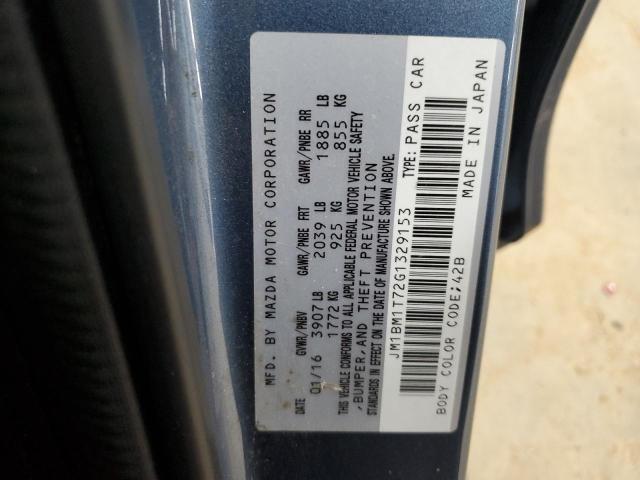 MFD. BY MAZDA MOTOR CORPORATION
DATE GVWR/PNBV GAWR/PNBE FRT GAWR/PNBE RR
01/16 3907 LB 2039 LB 1885 LB
1772 KG 925 KG 855 KG
THIS VEHICLE CONFORMS TO ALL APPLICABLE FEDERAL MOTOR VEHICLE SAFETY
,BUMPER,AND THEFT PREVENTION
STANDARDS IN EFFECT ON THE DATE OF MANUFACTURE SHOWN ABOVE.
JM1BM1T72G1329153 TYPE: PASS CAR
BODY COLOR CODE:42B MADE IN JAPAN